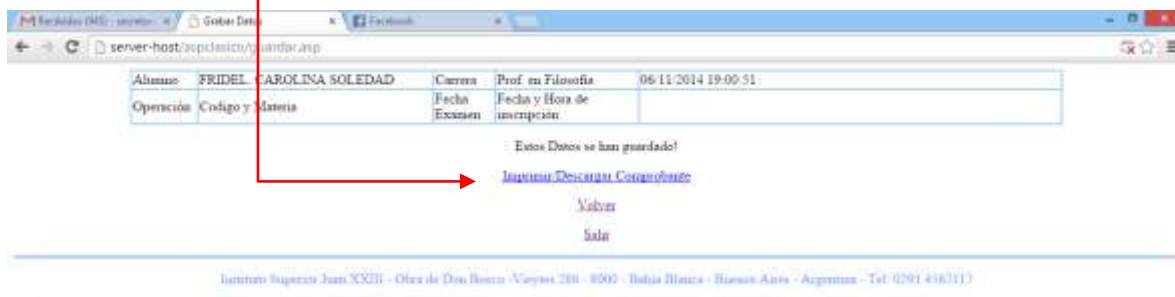 Grabar Datos
Facebook
server-host/aspclasico/guardar.asp
Alumno FRIDEL, CAROLINA SOLEDAD Carrera Prof. en Filosofía 06/11/2014 19:00:51
Operación Codigo y Materia Fecha Examen Fecha y Hora de inscripción
Estos Datos se han guardado!
Imprimir/Descargar Comprobante
Volver
Salir
Instituto Superior Juan XXIII - Obra de Don Bosco - Vieytes 286 - 8000 - Bahía Blanca - Buenos Aires - Argentina - Tel: 0291